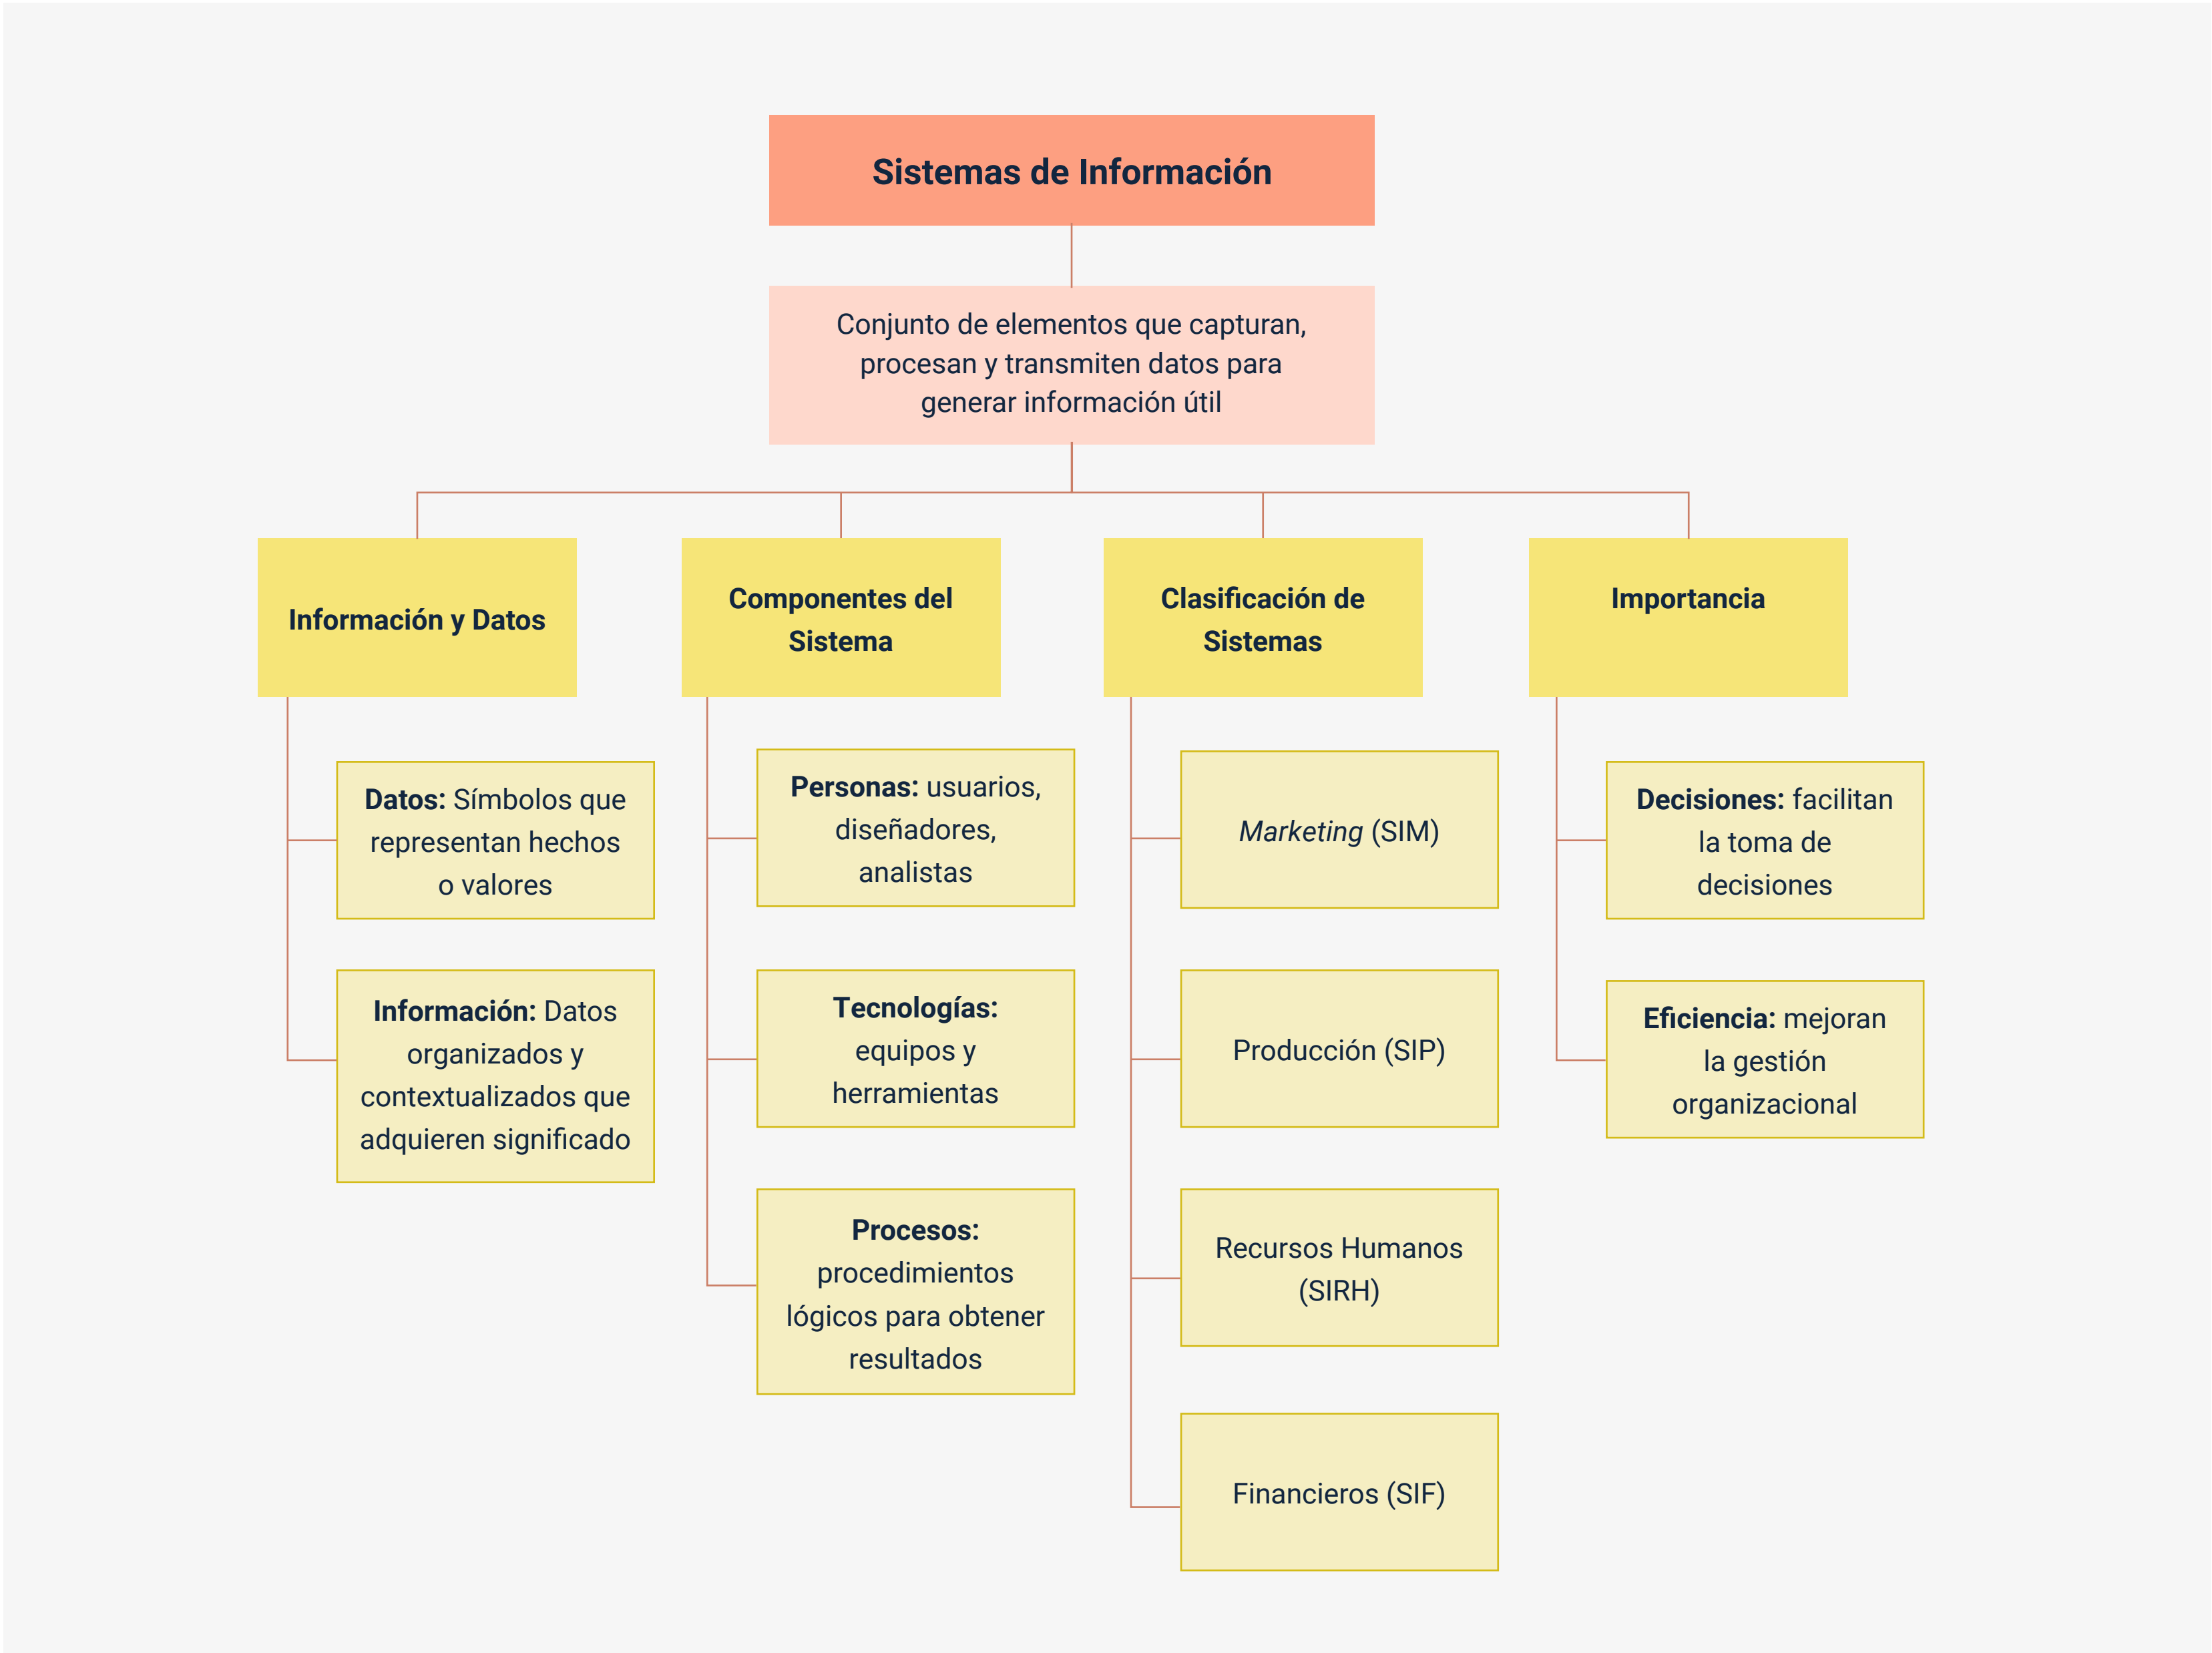 Sistemas de Información
Conjunto de elementos que capturan,
procesan y transmiten datos para
generar información útil
Información y Datos
Datos: Símbolos que
representan hechos
o valores
Información: Datos
organizados y
contextualizados que
adquieren significado
Componentes del
Sistema
Personas: usuarios,
diseñadores,
analistas
Tecnologías:
equipos y
herramientas
Procesos:
procedimientos
lógicos para obtener
resultados
Clasificación de
Sistemas
Marketing (SIM)
Producción (SIP)
Recursos Humanos
(SIRH)
Financieros (SIF)
Importancia
Decisiones: facilitan
la toma de
decisiones
Eficiencia: mejoran
la gestión
organizacional